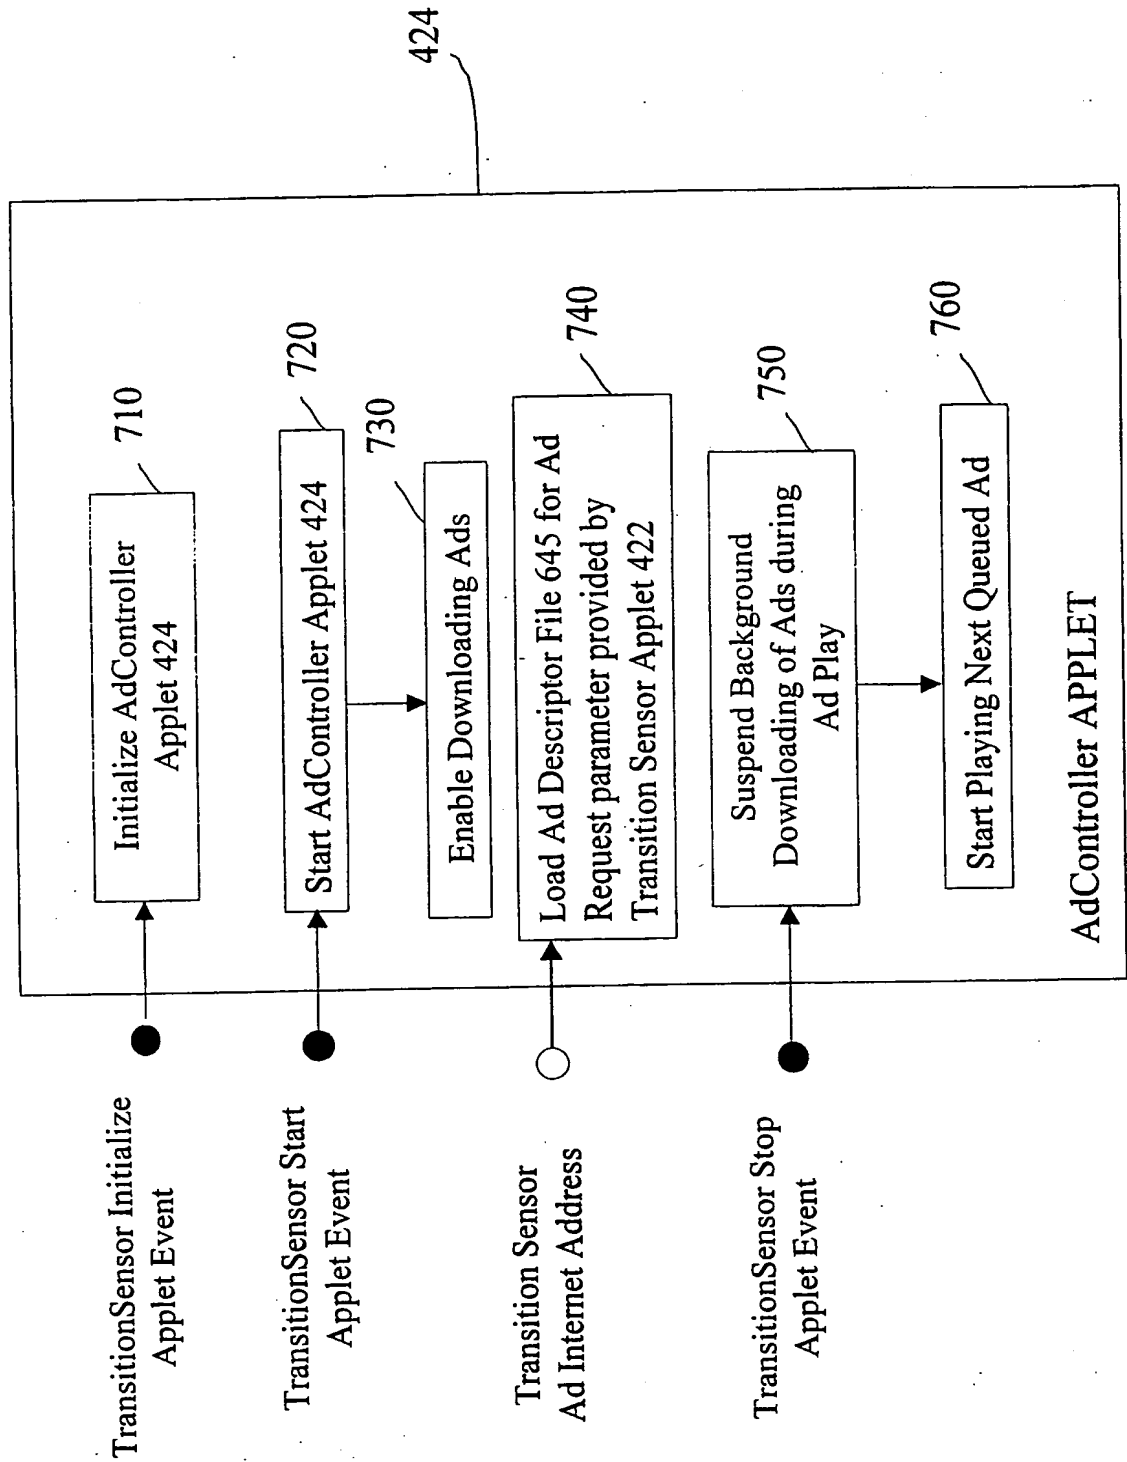 424
TransitionSensor Initialize
Applet Event
Initialize AdController
Applet 424
710
TransitionSensor Start
Applet Event
Start AdController Applet 424
720
Enable Downloading Ads
730
Transition Sensor
Ad Internet Address
Load Ad Descriptor File 645 for Ad
Request parameter provided by
Transition Sensor Applet 422
740
TransitionSensor Stop
Applet Event
Suspend Background
Downloading of Ads during
Ad Play
750
Start Playing Next Queued Ad
760
AdController APPLET